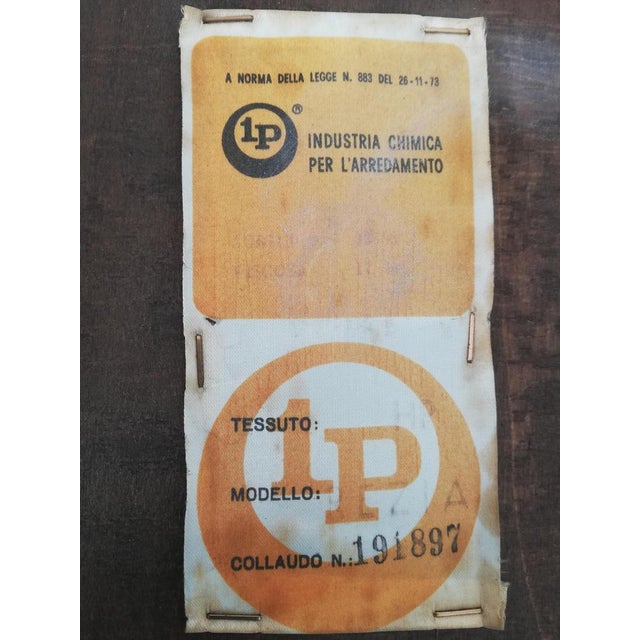 A NORMA DELLA LEGGE N. 883 DEL 26-11-73
1P ®
INDUSTRIA CHIMICA
PER L'ARREDAMENTO
1P
TESSUTO:
MODELLO:
COLLAUDO N.: 191897